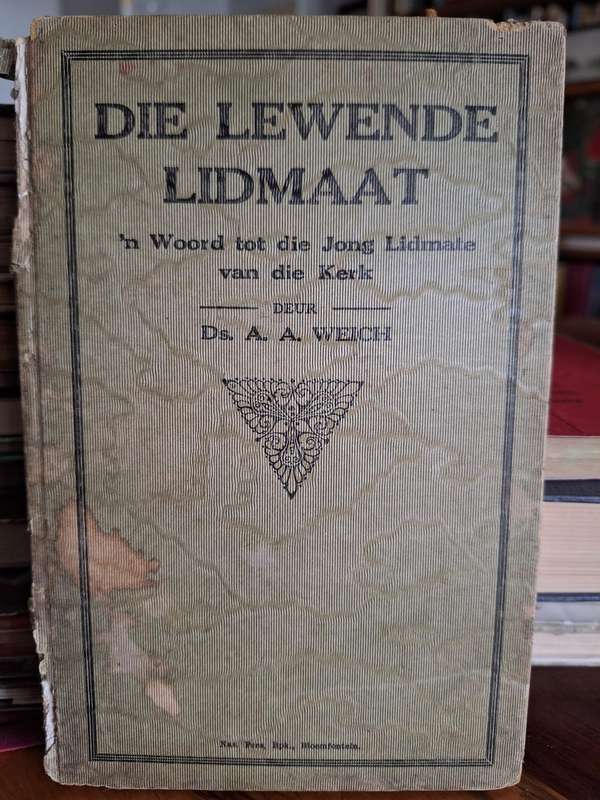 DIE LEWENDE
LIDMAAT
'n Woord tot die Jong Lidmate
van die Kerk
DEUR
Ds. A. A. WEICH
Nas. Pers, Bpk., Bloemfontein.